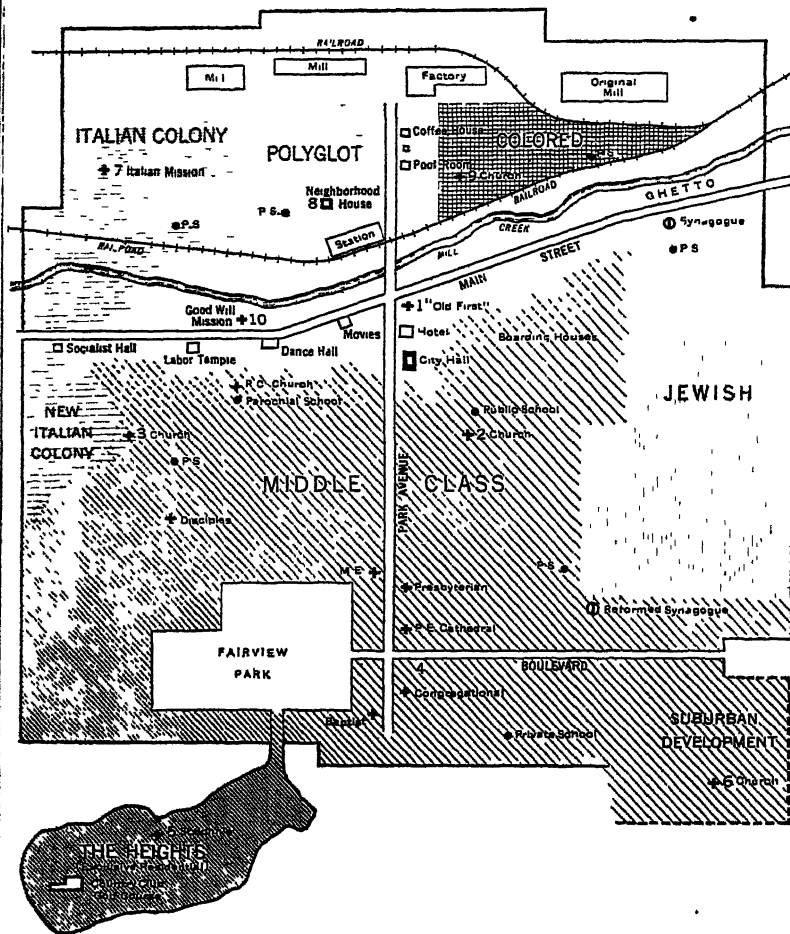 RAILROAD
Mill
Mill
Factory
Original
Mill
ITALIAN COLONY
POLYGLOT
Coffee House
COLORED
P.S
Pool Room
7 Italian Mission
9 Church
Neighborhood
8 House
RAILROAD
GHETTO
P.S.
P.S
Station
CREEK
Synagogue
RAILROAD
MILL
STREET
P S
MAIN
Good Will
Mission 10
1 "Old First"
Movies
Hotel
Boarding Houses
Socialist Hall
Labor Temple
Dance Hall
City Hall
R.C. Church
Parochial School
JEWISH
NEW
ITALIAN
COLONY
3 Church
Public School
2 Church
P S
MIDDLE
CLASS
PARK AVENUE
Disciples
M E
P S
Presbyterian
Reformed Synagogue
P.E. Cathedral
FAIRVIEW
PARK
4
BOULEVARD
Congregational
Baptist
Private School
SUBURBAN
DEVELOPMENT
6 Church
5
THE HEIGHTS